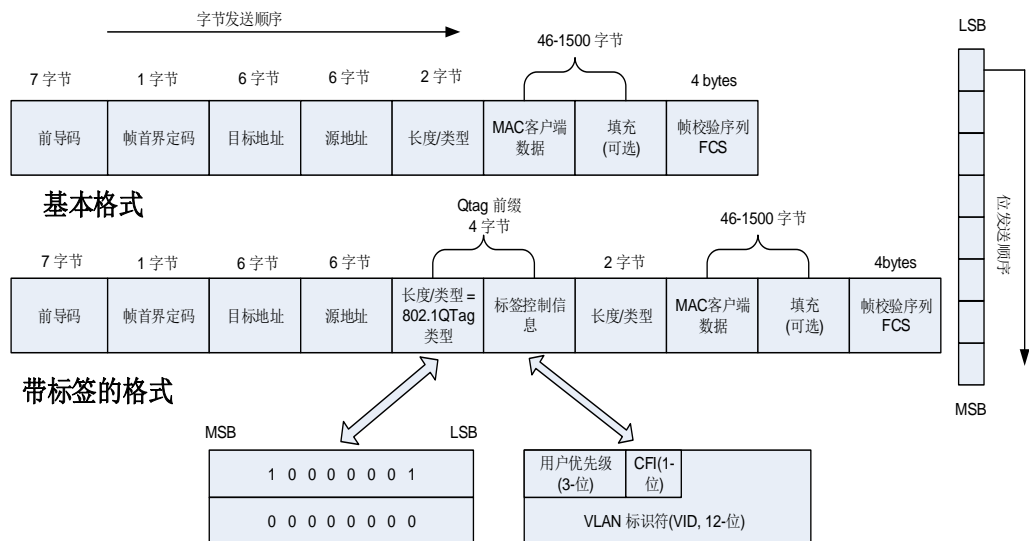 字节发送顺序
46-1500 字节
7 字节
1 字节
6 字节
6 字节
2 字节
4 bytes
前导码
帧首界定码
目标地址
源地址
长度/类型
MAC客户端
数据
填充
(可选)
帧校验序列
FCS
基本格式
Qtag 前缀
4 字节
46-1500 字节
7 字节
1 字节
6 字节
6 字节
2 字节
4bytes
前导码
帧首界定码
目标地址
源地址
长度/类型 =
802.1QTag
类型
标签控制信
息
长度/类型
MAC客户端
数据
填充
(可选)
帧校验序列
FCS
带标签的格式
MSB
LSB
1 0 0 0 0 0 0 1
0 0 0 0 0 0 0 0
用户优先级
(3-位)
CFI(1-
位)
VLAN 标识符(VID, 12-位)
LSB
位发送顺序
MSB